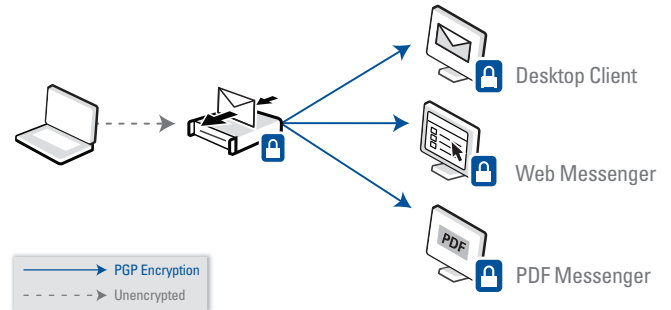 Desktop Client
Web Messenger
PDF
PDF Messenger
PGP Encryption
Unencrypted